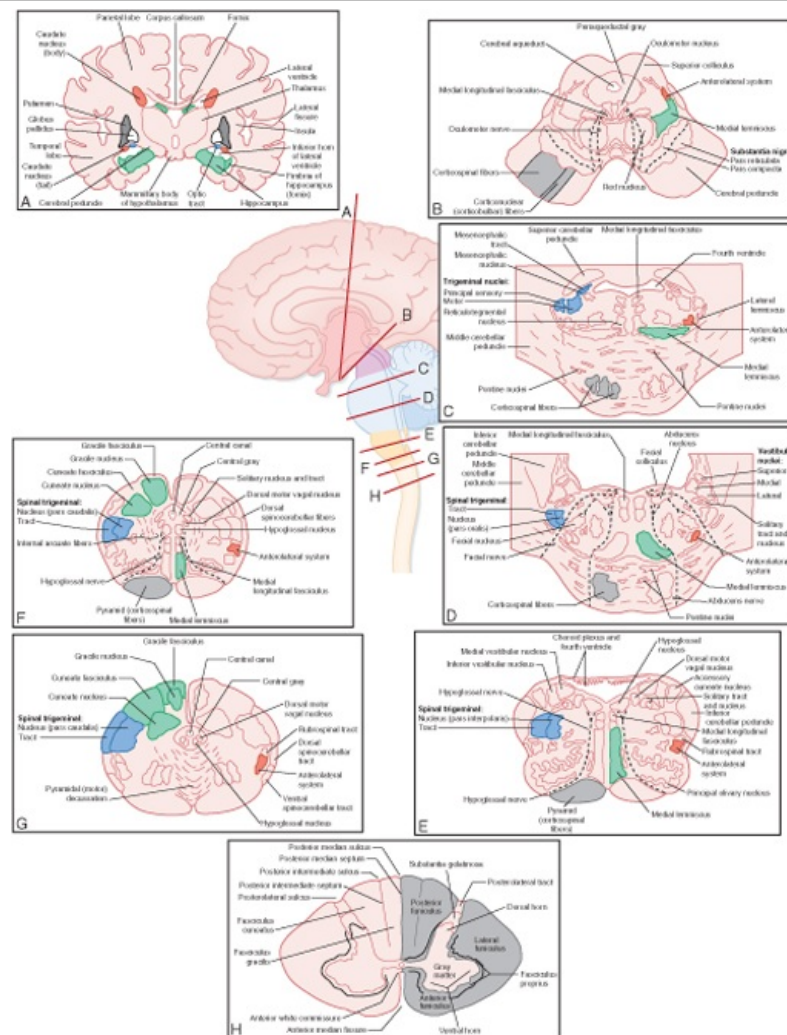 Parietal lobe
Corpus callosum
Fornix
Caudate
nucleus
(body)
Lateral
ventricle
Thalamus
Putamen
Globus
pallidus
Lateral
fissure
Insula
Temporal
lobe
Inferior horn
of lateral
ventricle
Caudate
nucleus
(tail)
Fimbria of
hippocampus
(fornix)
Cerebral peduncle
Mammillary body
of hypothalamus
Optic
tract
Hippocampus
A
Periaqueductal gray
Cerebral aqueduct
Oculomotor nucleus
Superior colliculus
Medial longitudinal fasciculus
Anterolateral system
Oculomotor nerve
Medial lemniscus
Substantia nigra
Pars reticulata
Pars compacta
Corticospinal fibers
Red nucleus
Cerebral peduncle
Corticonuclear
(corticobulbar) fibers
B
A
B
C
D
E
F
G
H
Mesencephalic
tract
Superior cerebellar
peduncle
Medial longitudinal fasciculus
Mesencephalic
nucleus
Fourth ventricle
Trigeminal nuclei:
Principal sensory
Motor
Reticulotegmental
nucleus
Middle cerebellar
peduncle
Lateral
lemniscus
Anterolateral
system
Medial
lemniscus
Pontine nuclei
Corticospinal fibers
Pontine nuclei
C
Inferior
cerebellar
peduncle
Middle
cerebellar
peduncle
Medial longitudinal fasciculus
Facial
colliculus
Abducens
nucleus
Vestibular
nuclei:
Superior
Medial
Lateral
Spinal trigeminal:
Tract
Nucleus
(pars oralis)
Facial nucleus
Facial nerve
Solitary
tract and
nucleus
Anterolateral
system
Medial lemniscus
Corticospinal fibers
Abducens nerve
Pontine nuclei
D
Gracile fasciculus
Gracile nucleus
Cuneate fasciculus
Cuneate nucleus
Central canal
Central gray
Solitary nucleus and tract
Dorsal motor vagal nucleus
Spinal trigeminal:
Nucleus (pars caudalis)
Tract
Dorsal
spinocerebellar fibers
Hypoglossal nucleus
Internal arcuate fibers
Anterolateral system
Hypoglossal nerve
Medial
longitudinal fasciculus
Pyramid (corticospinal
fibers)
Medial lemniscus
F
Gracile fasciculus
Gracile nucleus
Cuneate fasciculus
Cuneate nucleus
Central canal
Central gray
Spinal trigeminal:
Nucleus (pars caudalis)
Tract
Dorsal motor
vagal nucleus
Rubrospinal tract
Dorsal
spinocerebellar
tract
Anterolateral
system
Pyramidal (motor)
decussation
Ventral
spinocerebellar tract
Hypoglossal nucleus
G
Choroid plexus and
fourth ventricle
Medial vestibular nucleus
Inferior vestibular nucleus
Hypoglossal
nucleus
Dorsal motor
vagal nucleus
Accessory
cuneate nucleus
Solitary tract
and nucleus
Inferior
cerebellar peduncle
Medial longitudinal
fasciculus
Rubrospinal tract
Anterolateral
system
Hypoglossal nerve
Spinal trigeminal:
Nucleus (pars interpolaris)
Tract
Hypoglossal nerve
Pyramid
(corticospinal
fibers)
Principal olivary nucleus
Medial lemniscus
E
Posterior median sulcus
Posterior median septum
Posterior intermediate sulcus
Posterior intermediate septum
Posterolateral sulcus
Substantia gelatinosa
Posterolateral tract
Posterior
funiculus
Dorsal horn
Fasciculus
cuneatus
Lateral
funiculus
Fasciculus
gracilis
Gray
matter
Fasciculus
proprius
Anterior
funiculus
Anterior white commissure
Anterior median fissure
Ventral horn
H